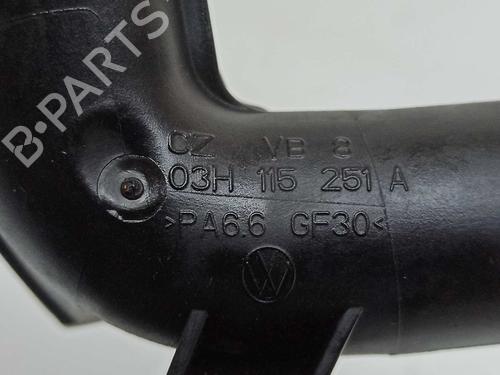 B-PARTS
CZ VB 8
03H 115 251 A
>PA6.6 GF30<